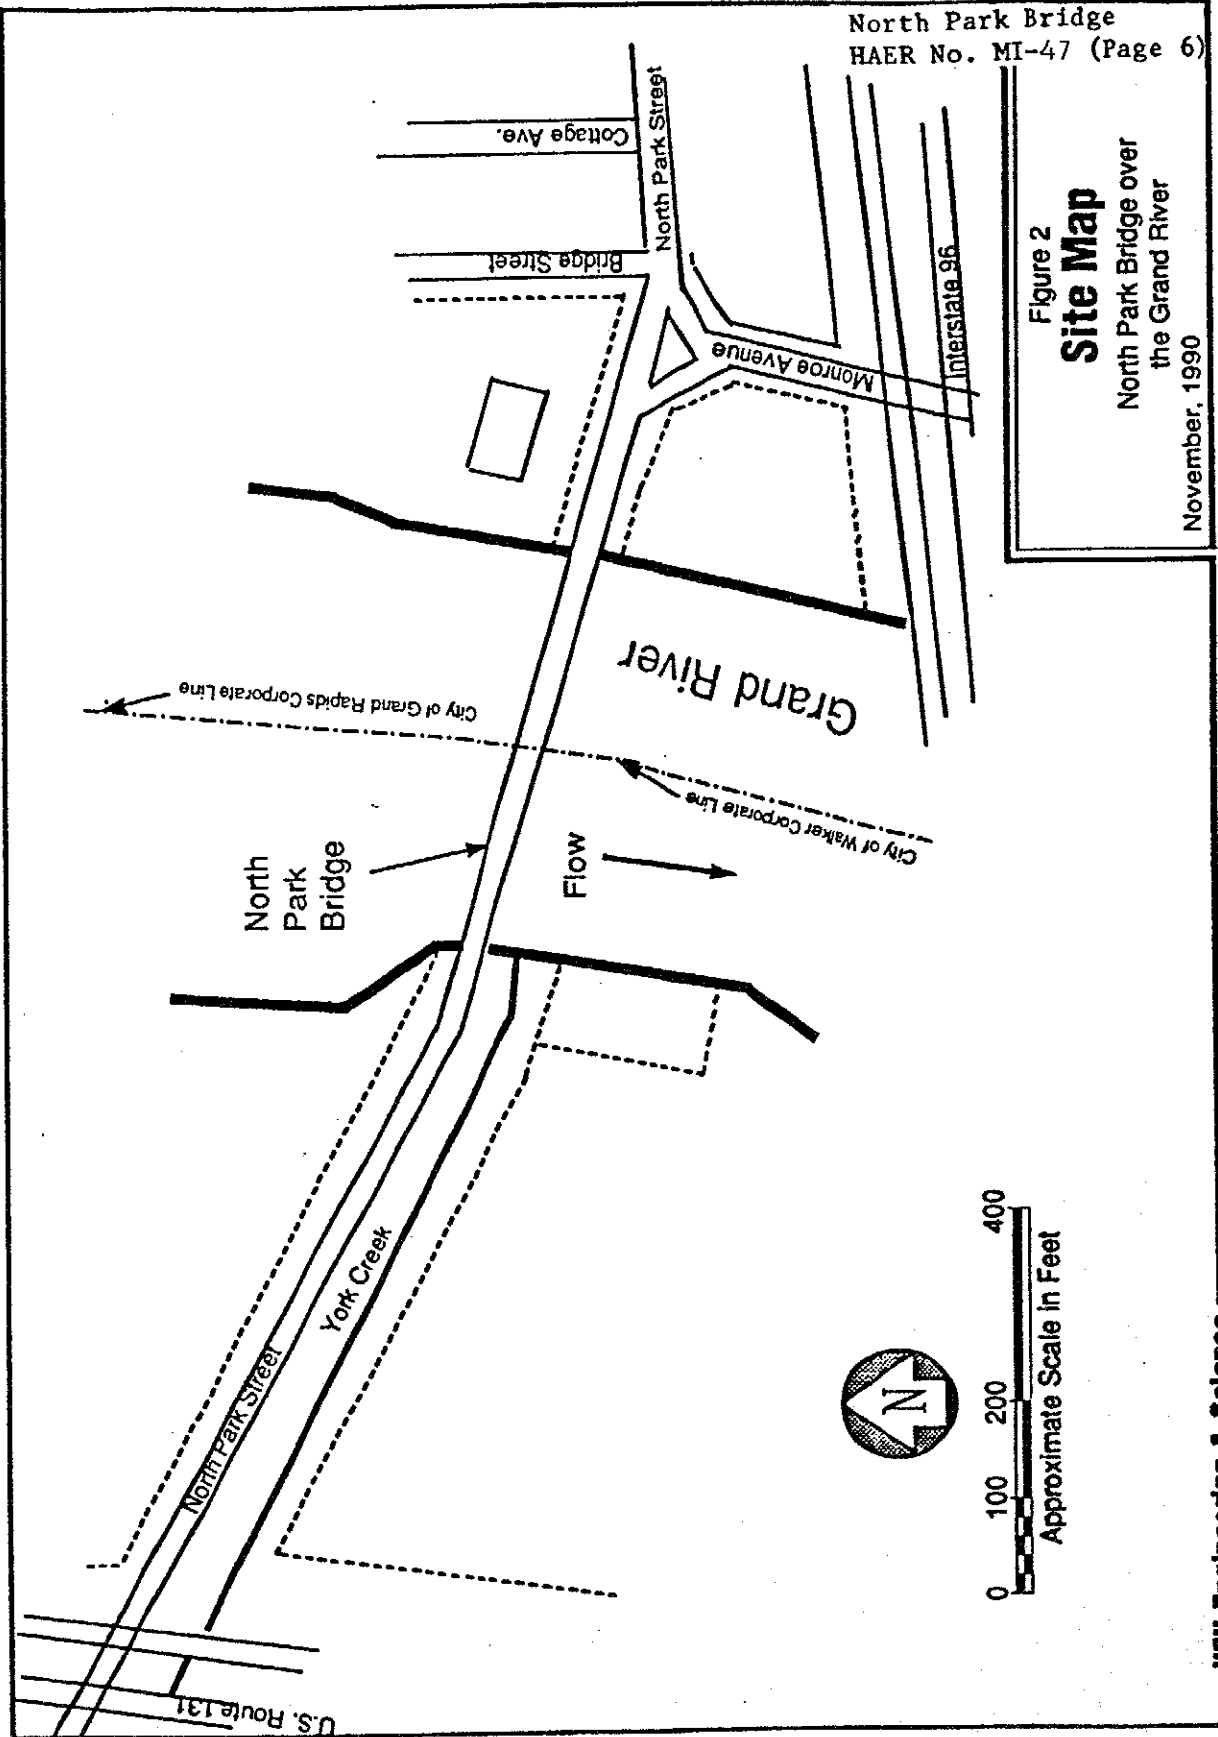 North Park Bridge
HAER No. MI-47 (Page 6)
North Park Street
Cottage Ave.
Bridge Street
Monroe Avenue
Interstate 96
Figure 2
Site Map
North Park Bridge over
the Grand River
November, 1990
Grand River
City of Grand Rapids Corporate Line
City of Walker Corporate Line
North
Park
Bridge
Flow
York Creek
North Park Street
U.S. Route 131
N
0 100 200 400
Approximate Scale in Feet